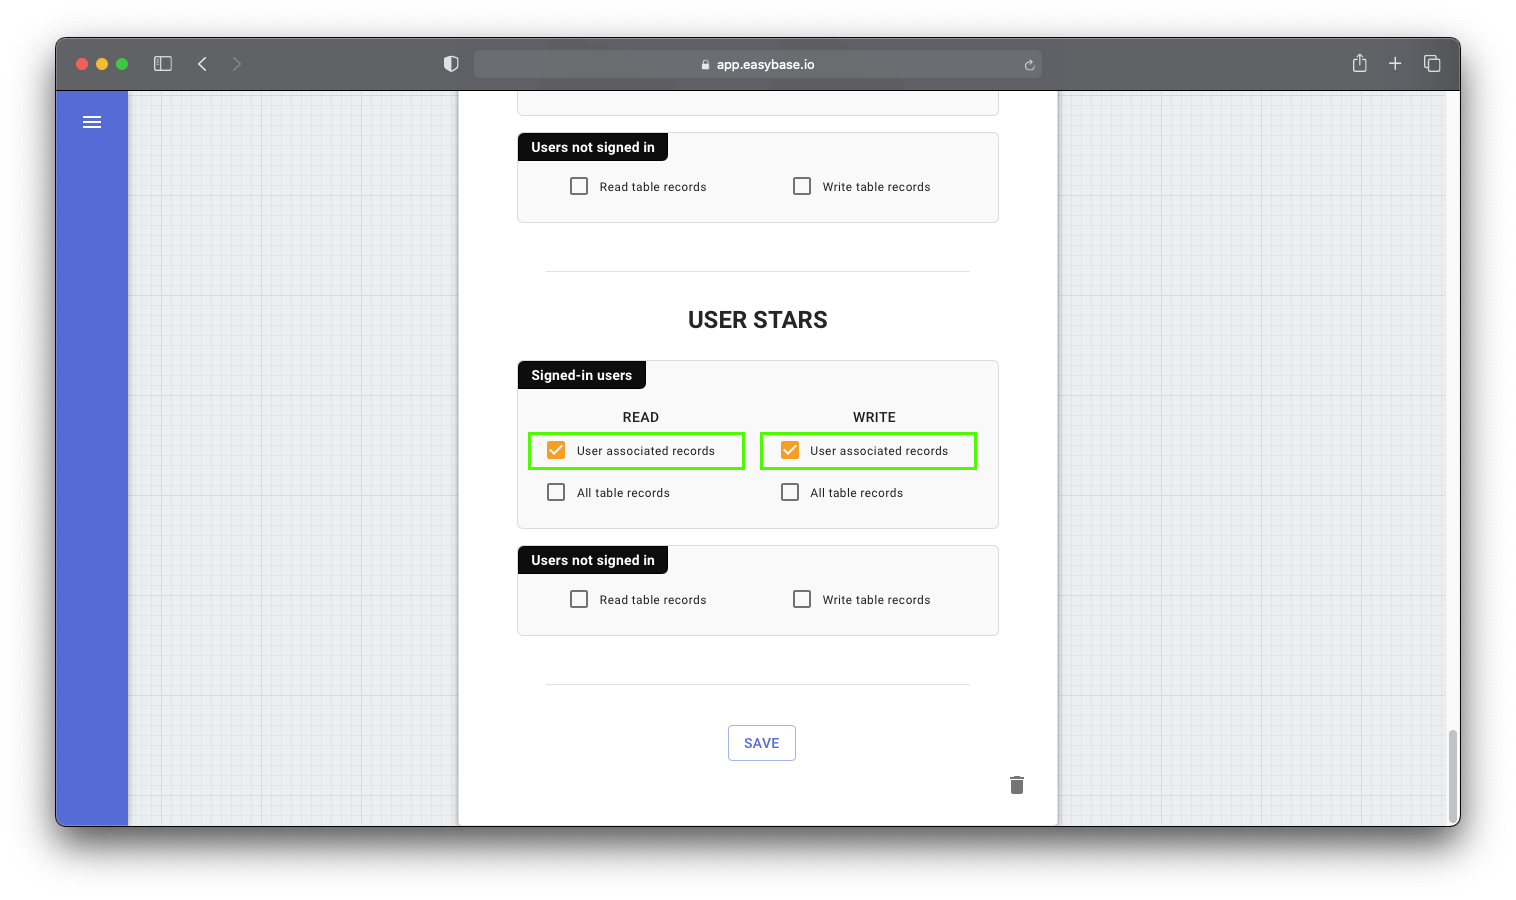 app.easybase.io
Users not signed in
Read table records Write table records
USER STARS
Signed-in users
READ WRITE
User associated records User associated records
All table records All table records
Users not signed in
Read table records Write table records
SAVE